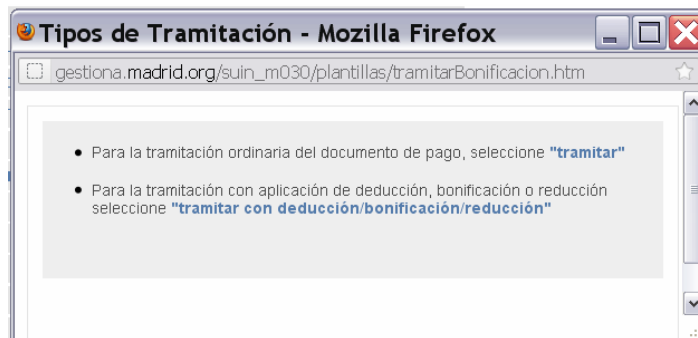 Tipos de Tramitación - Mozilla Firefox
gestiona.madrid.org/suin_m030/plantillas/tramitarBonificacion.htm
• Para la tramitación ordinaria del documento de pago, seleccione "tramitar"
• Para la tramitación con aplicación de deducción, bonificación o reducción
seleccione "tramitar con deducción/bonificación/reducción"